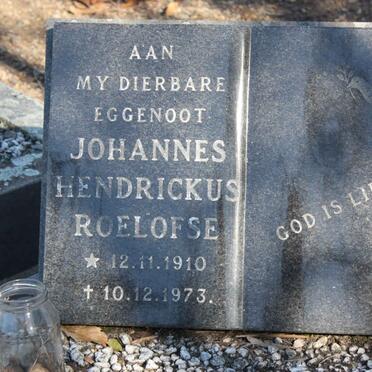 AAN
MY DIERBARE
EGGENOOT
JOHANNES
HENDRICKUS
ROELOFSE
★ 12.11.1910
✝ 10.12.1973.
GOD IS